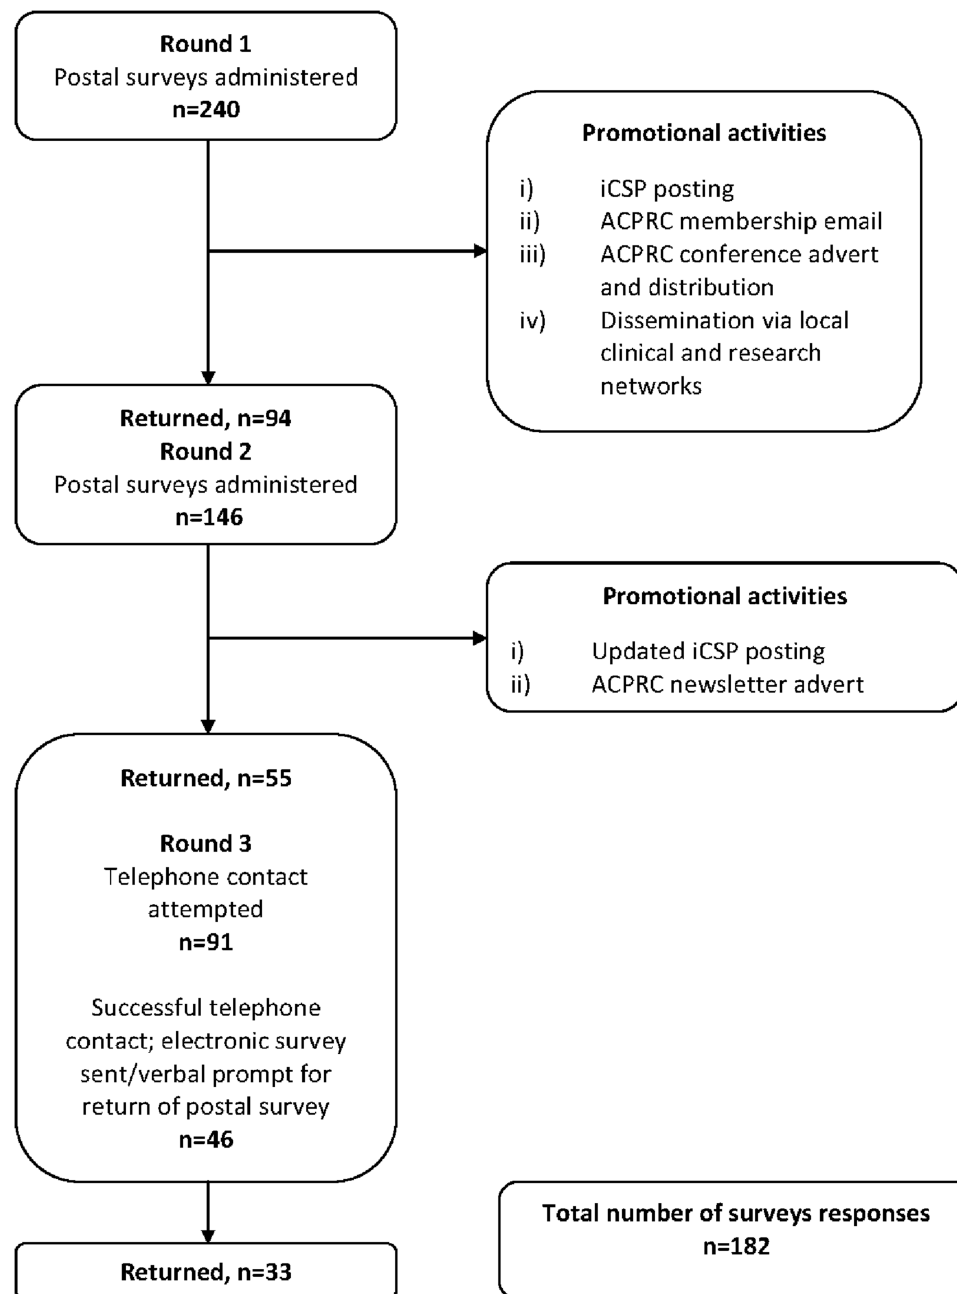 Round 1
Postal surveys administered
n=240
Promotional activities
i) iCSP posting
ii) ACPRC membership email
iii) ACPRC conference advert
and distribution
iv) Dissemination via local
clinical and research
networks
Returned, n=94
Round 2
Postal surveys administered
n=146
Promotional activities
i) Updated iCSP posting
ii) ACPRC newsletter advert
Returned, n=55
Round 3
Telephone contact
attempted
n=91
Successful telephone
contact; electronic survey
sent/verbal prompt for
return of postal survey
n=46
Returned, n=33
Total number of surveys responses
n=182